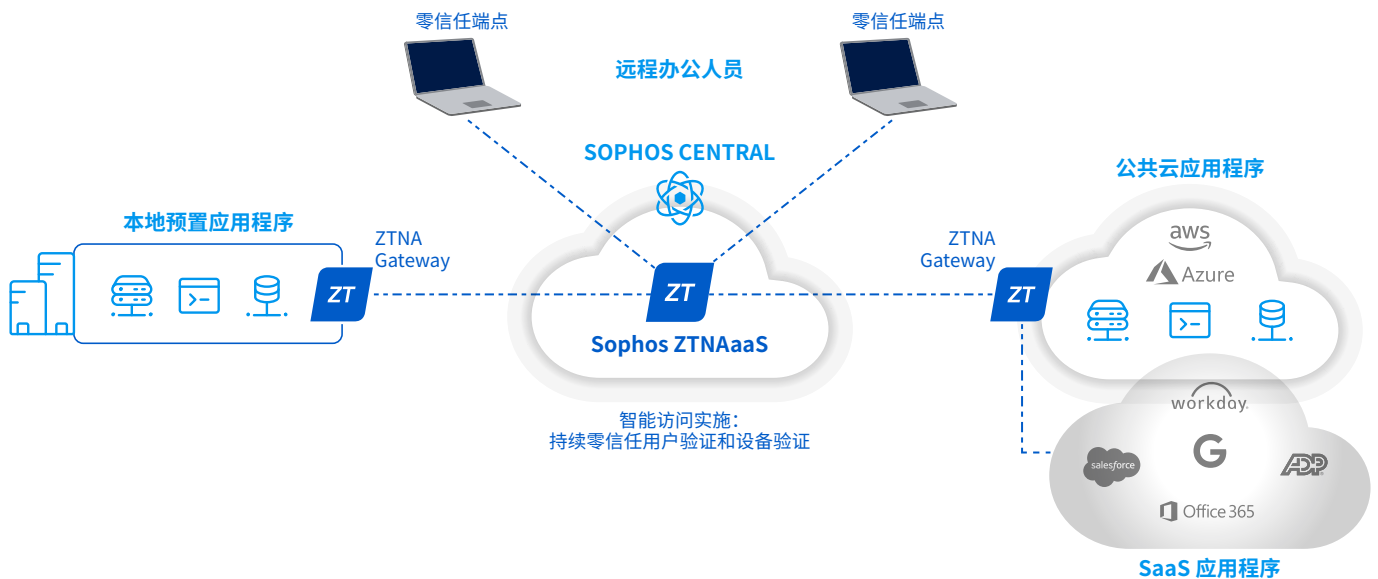 零信任端点
零信任端点
远程办公人员
SOPHOS CENTRAL
公共云应用程序
本地预置应用程序
ZTNA
Gateway
ZTNA
Gateway
aws
Azure
ZT
ZT
ZT
Sophos ZTNAaaS
智能访问实施：
持续零信任用户验证和设备验证
workday.
G
salesforce
ADP
Office 365
SaaS 应用程序